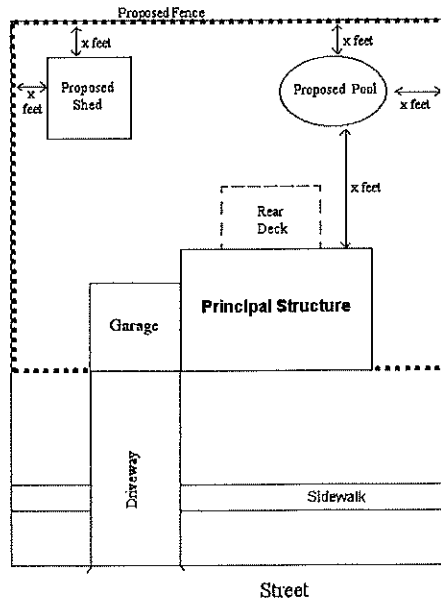 Proposed Fence
x feet
x feet
Proposed
Shed
x
feet
Proposed Pool
x
feet
x feet
Rear
Deck
Principal Structure
Garage
Driveway
Sidewalk
Street